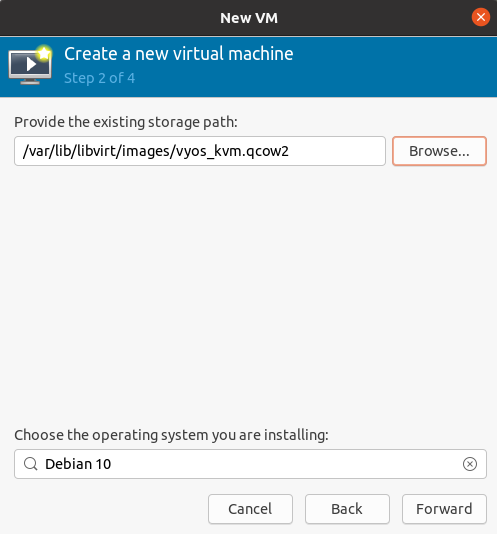 New VM
Create a new virtual machine
Step 2 of 4
Provide the existing storage path:
/var/lib/libvirt/images/vyos_kvm.qcow2 Browse...
Choose the operating system you are installing:
Debian 10
Cancel Back Forward